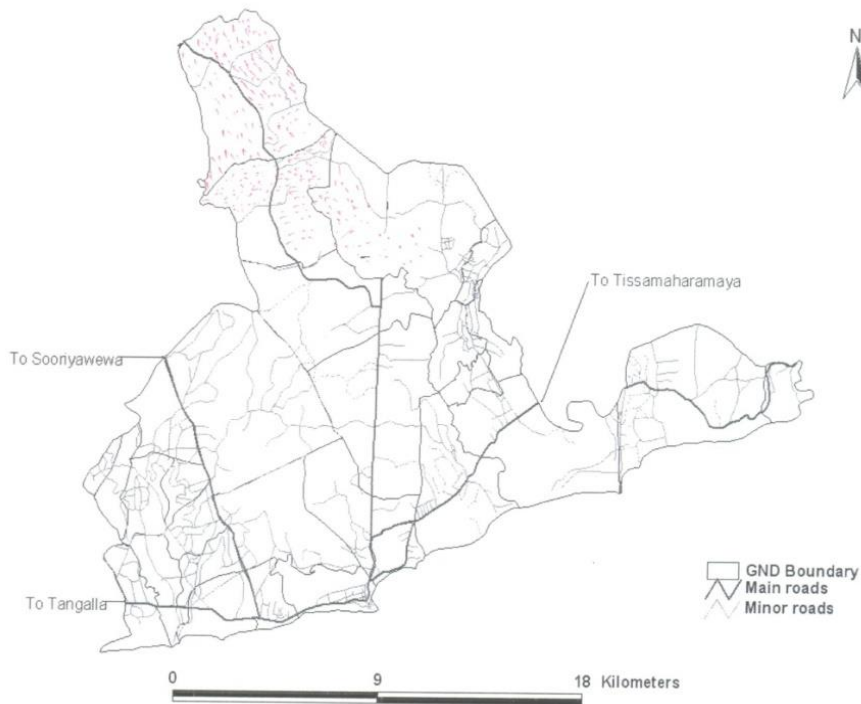 N
To Tissamaharamaya
To Sooriyawewa
To Tangalla
GND Boundary
Main roads
Minor roads
0 9 18 Kilometers